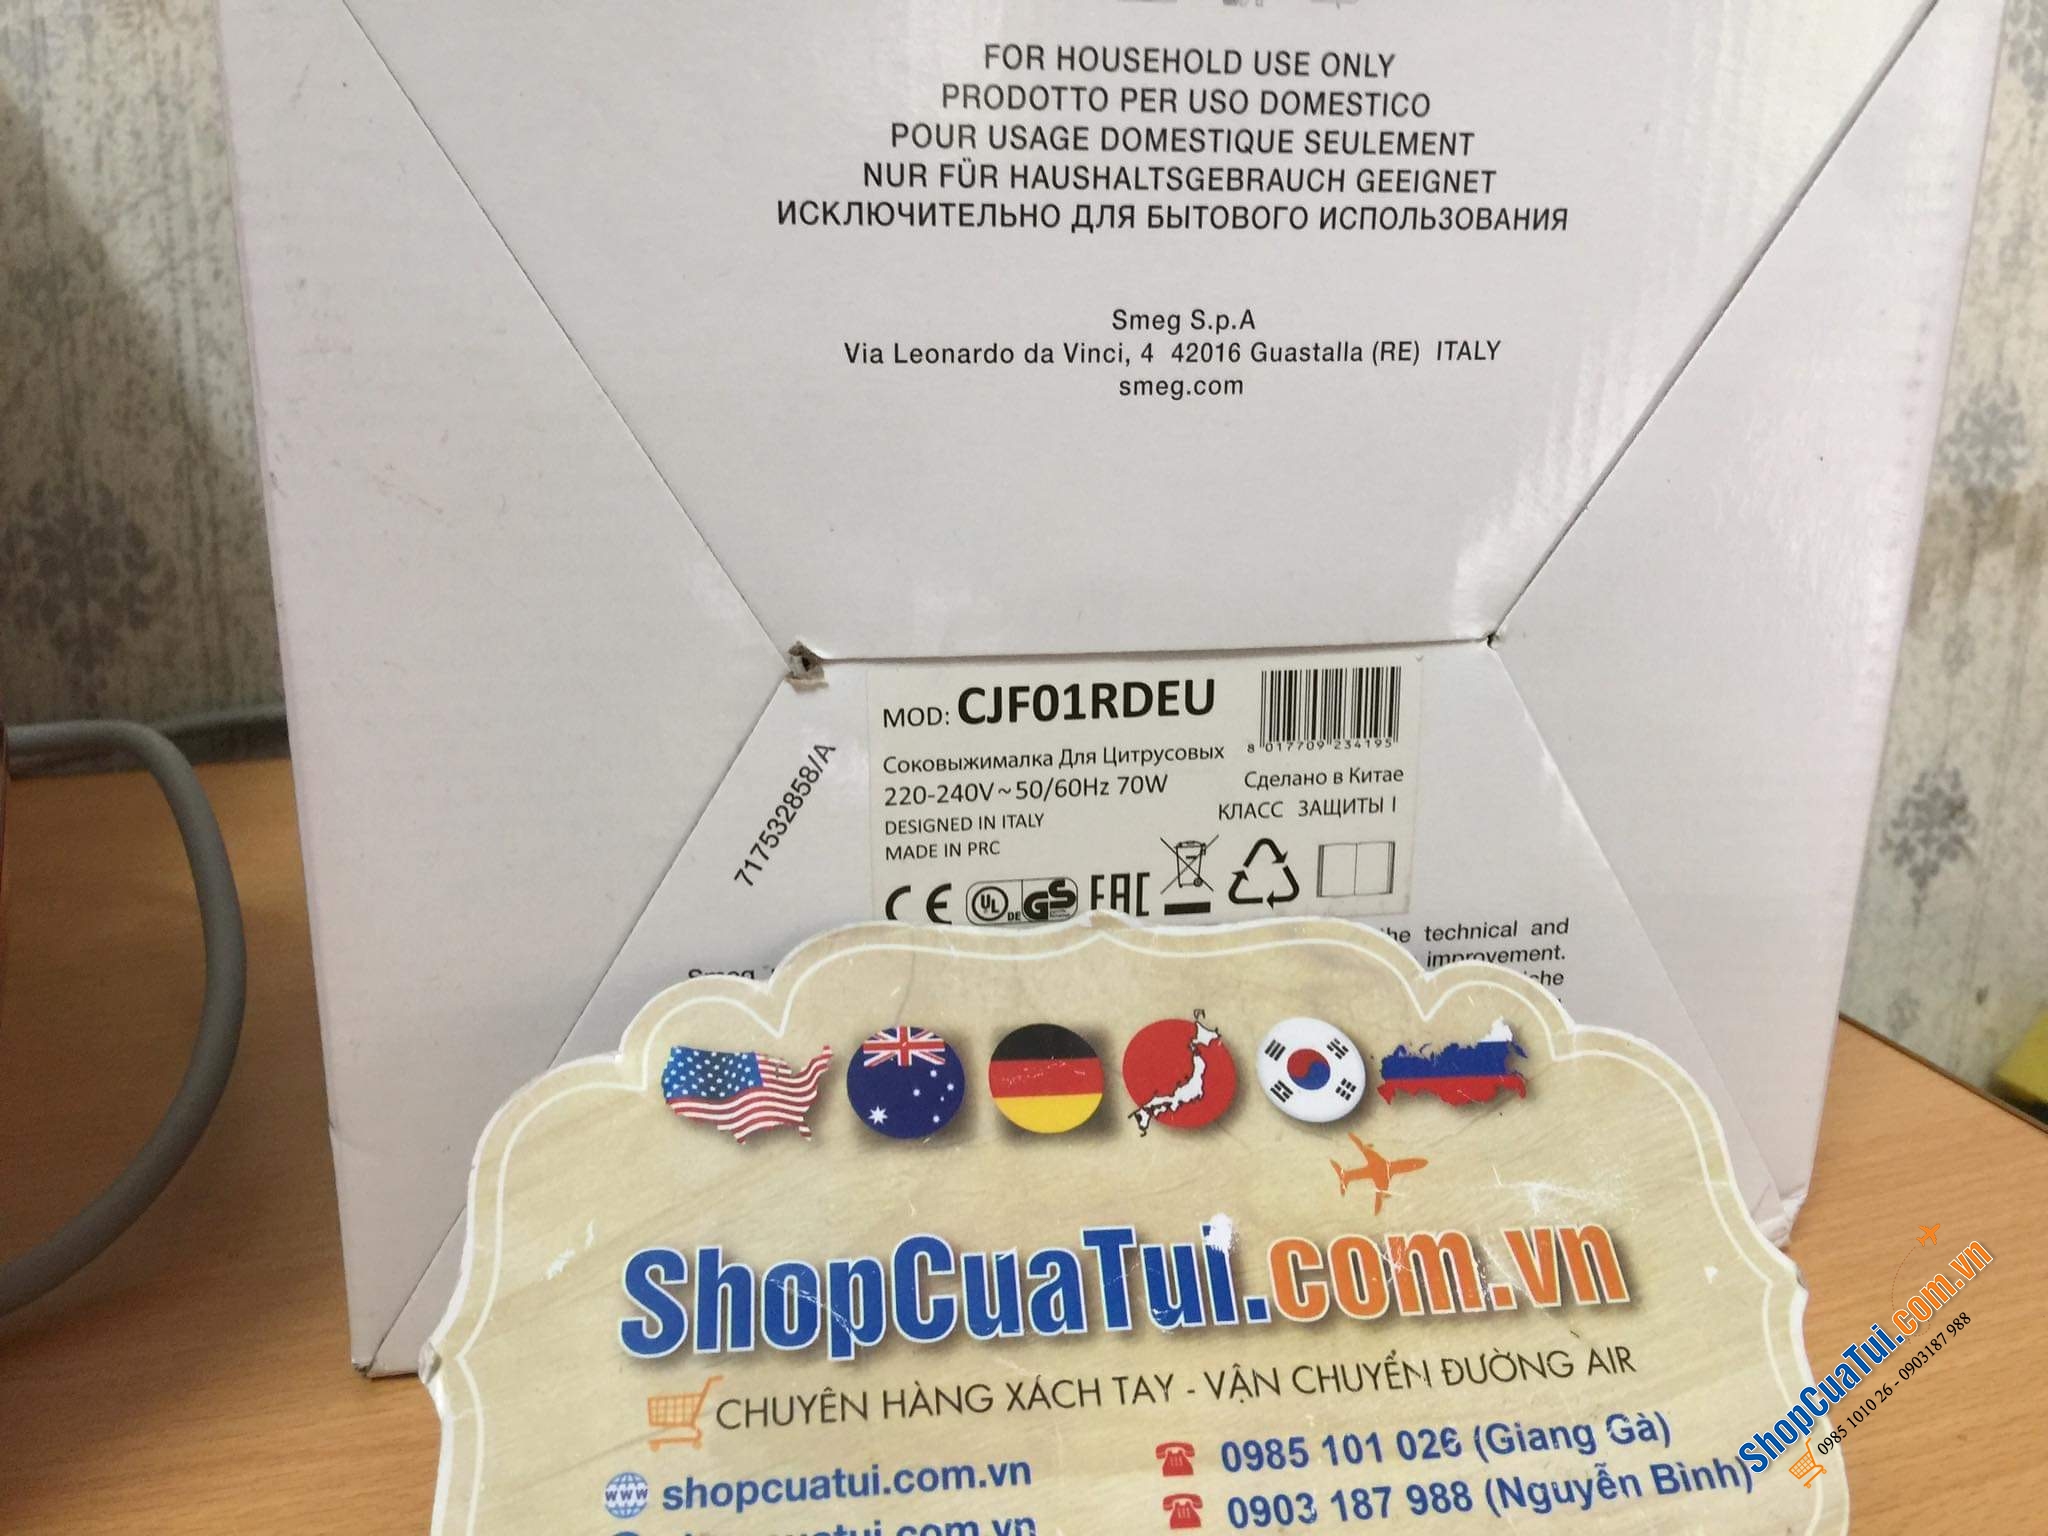 FOR HOUSEHOLD USE ONLY
PRODOTTO PER USO DOMESTICO
POUR USAGE DOMESTIQUE SEULEMENT
NUR FÜR HAUSHALTSGEBRAUCH GEEIGNET
ИСКЛЮЧИТЕЛЬНО ДЛЯ БЫТОВОГО ИСПОЛЬЗОВАНИЯ
Smeg S.p.A
Via Leonardo da Vinci, 4 42016 Guastalla (RE) ITALY
smeg.com
717532858/A
MOD: CJF01RDEU
8 017709 234195
Соковыжималка Для Цитрусовых
Сделано в Китае
220-240V~50/60Hz 70W
КЛАСС ЗАЩИТЫ I
DESIGNED IN ITALY
MADE IN PRC
CE UL DE GS EAC
technical and
improvement.
ShopCuaTui.com.vn
CHUYÊN HÀNG XÁCH TAY - VẬN CHUYỂN ĐƯỜNG AIR
www shopcuatui.com.vn
0985 101 026 (Giang Gà)
0903 187 988 (Nguyễn Bình)
ShopCuaTui.com.vn
0985 1010 26 - 0903187 988